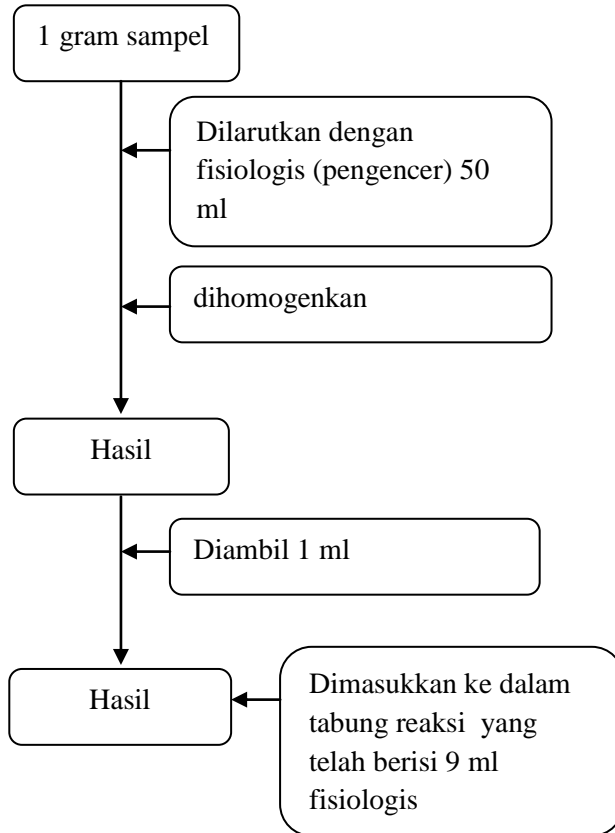 1 gram sampel
Dilarutkan dengan
fisiologis (pengencer) 50
ml
dihomogenkan
Hasil
Diambil 1 ml
Hasil
Dimasukkan ke dalam
tabung reaksi yang
telah berisi 9 ml
fisiologis